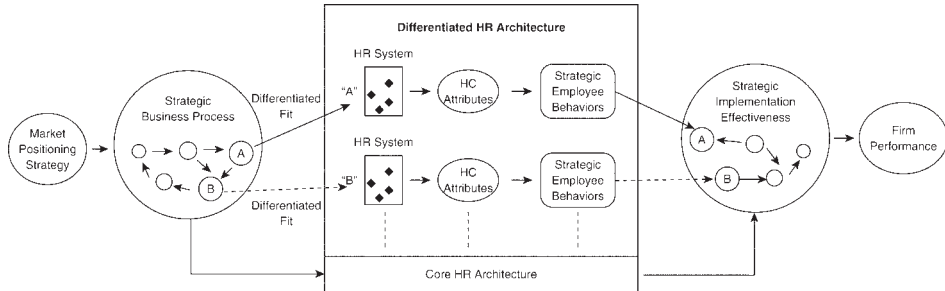 Differentiated HR Architecture
Market
Positioning
Strategy
Strategic
Business Process
A
B
Differentiated
Fit
Differentiated
Fit
HR System
"A"
HC
Attributes
Strategic
Employee
Behaviors
HR System
"B"
HC
Attributes
Strategic
Employee
Behaviors
Core HR Architecture
Strategic
Implementation
Effectiveness
A
B
Firm
Performance